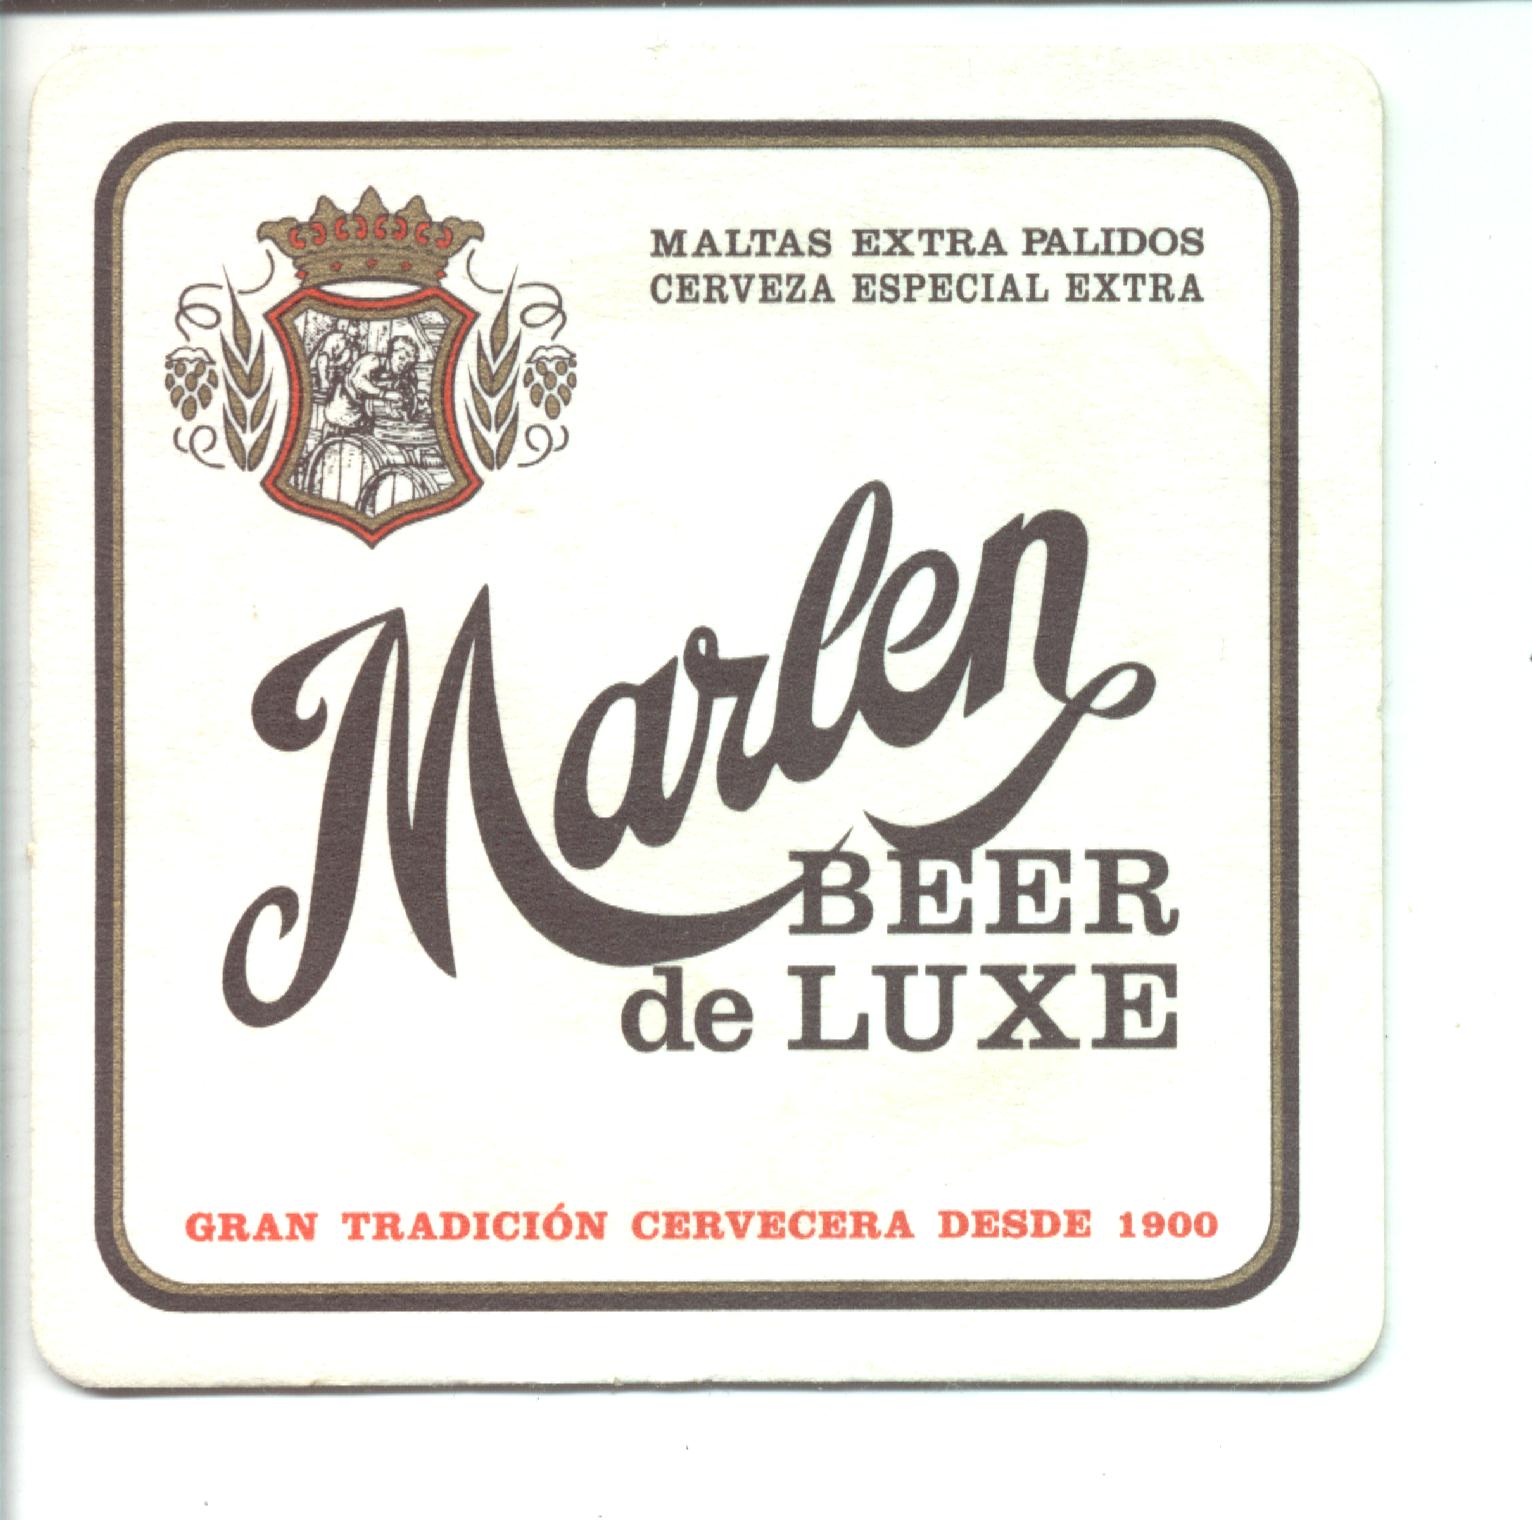 MALTAS EXTRA PALIDOS
CERVEZA ESPECIAL EXTRA
Marlen
BEER
de LUXE
GRAN TRADICIÓN CERVECERA DESDE 1900